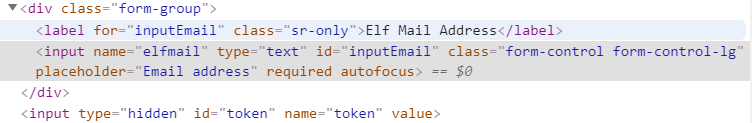 ▼<div class="form-group">
<label for="inputEmail" class="sr-only">Elf Mail Address</label>
<input name="elfmail" type="text" id="inputEmail" class="form-control form-control-lg"
placeholder="Email address" required autofocus> == $0
</div>
<input type="hidden" id="token" name="token" value>